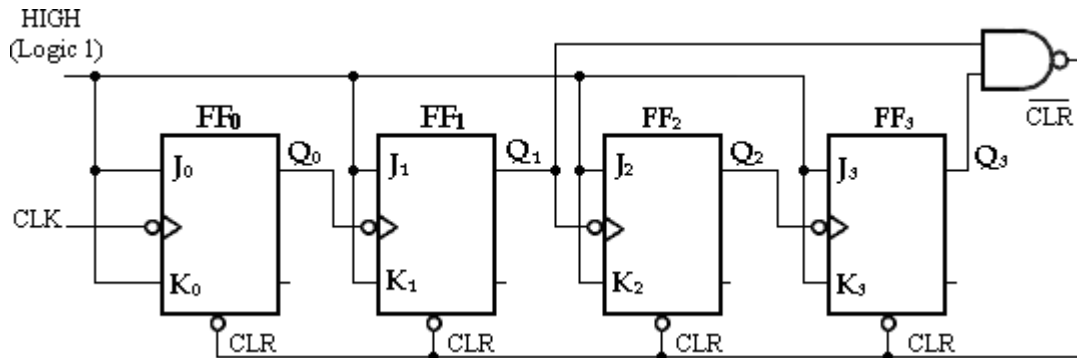 HIGH
(Logic 1)
FF₀ FF₁ FF₂ FF₃
CLR
J₀ Q₀ J₁ Q₁ J₂ Q₂ J₃ Q₃
CLK
K₀ K₁ K₂ K₃
CLR CLR CLR CLR